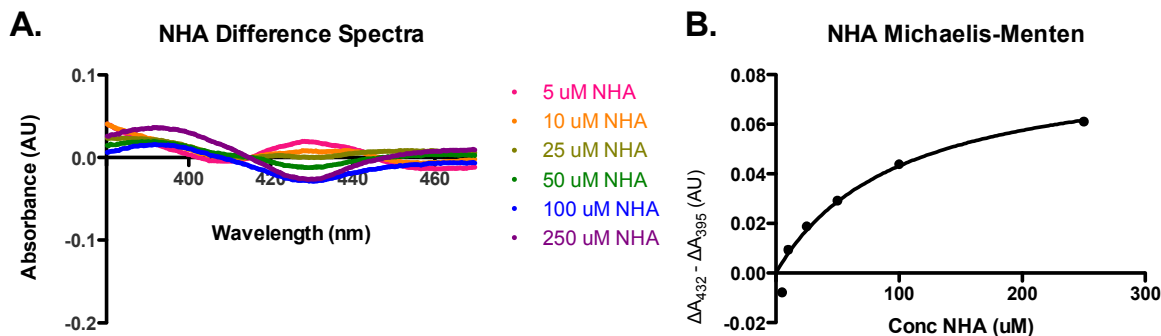 A.
NHA Difference Spectra
0.1
0.0
-0.1
-0.2
Absorbance (AU)
400
420
440
460
Wavelength (nm)
5 uM NHA
10 uM NHA
25 uM NHA
50 uM NHA
100 uM NHA
250 uM NHA
B.
NHA Michaelis-Menten
0.08
0.06
0.04
0.02
0.00
-0.02
ΔA432 - ΔA395 (AU)
100
200
300
Conc NHA (uM)